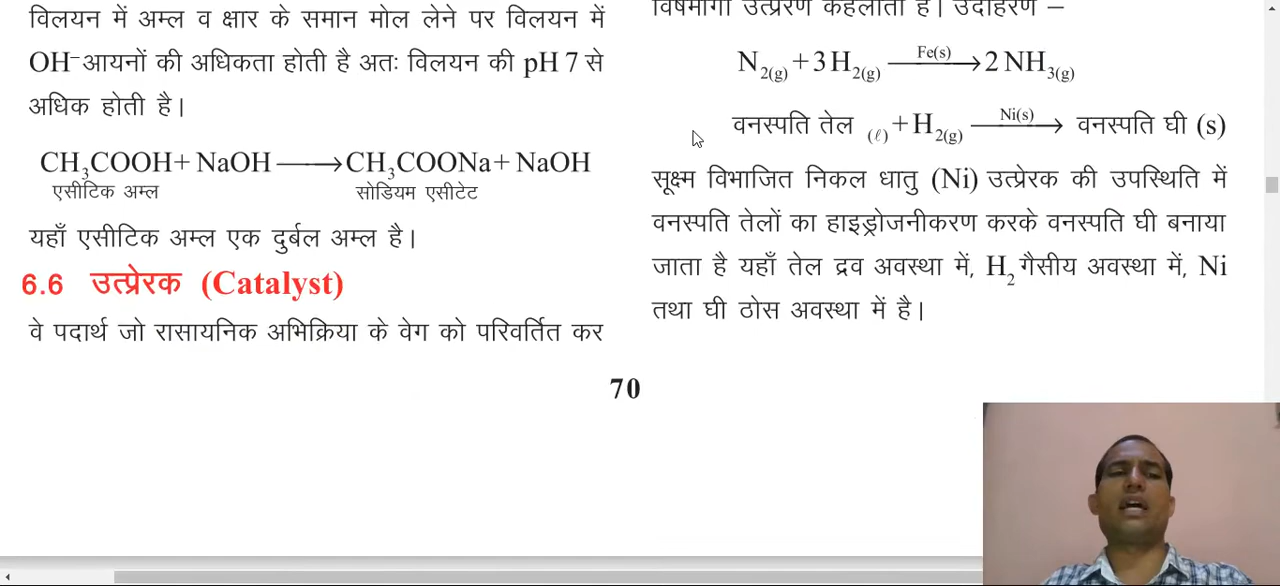 विलयन में अम्ल व क्षार के समान मोल लेने पर विलयन में
OH⁻आयनों की अधिकता होती है अतः विलयन की pH 7 से
अधिक होती है।
CH₃COOH+ NaOH ⟶ CH₃COONa+ NaOH
एसीटिक अम्ल सोडियम एसीटेट
यहाँ एसीटिक अम्ल एक दुर्बल अम्ल है।
6.6 उत्प्रेरक (Catalyst)
वे पदार्थ जो रासायनिक अभिक्रिया के वेग को परिवर्तित कर
विषमांगी उत्प्रेरण कहलाता है। उदाहरण –
Fe(s)
N₂(g) + 3H₂(g) ⟶ 2 NH₃(g)
Ni(s)
वनस्पति तेल (ℓ) + H₂(g) ⟶ वनस्पति घी (s)
सूक्ष्म विभाजित निकल धातु (Ni) उत्प्रेरक की उपस्थिति में
वनस्पति तेलों का हाइड्रोजनीकरण करके वनस्पति घी बनाया
जाता है यहाँ तेल द्रव अवस्था में, H₂ गैसीय अवस्था में, Ni
तथा घी ठोस अवस्था में है।
70